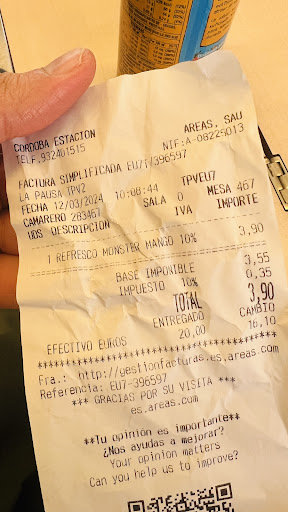 CORDOBA ESTACION
AREAS, SAU
TELF.932401515
NIF:A-08225013
FACTURA SIMPLIFICADA EU7/396597
LA PAUSA TPV2
TPVEU7
FECHA 12/03/2024 10:08:44
MESA 467
CAMARERO 283467 SALA 0
UDS DESCRIPCION IVA IMPORTE
1 REFRESCO MONSTER MANGO 10% 3,90
BASE IMPONIBLE 3,55
IMPUESTO 10% 0,35
TOTAL 3,90
ENTREGADO CAMBIO
EFECTIVO EUROS 20,00 16,10
Fra.: http://gestionfacturas.es.areas.com
Referencia: EU7-396597
*** GRACIAS POR SU VISITA ***
es.areas.com
**Tu opinión es importante**
¿Nos ayudas a mejorar?
Your opinion matters
Can you help us to improve?